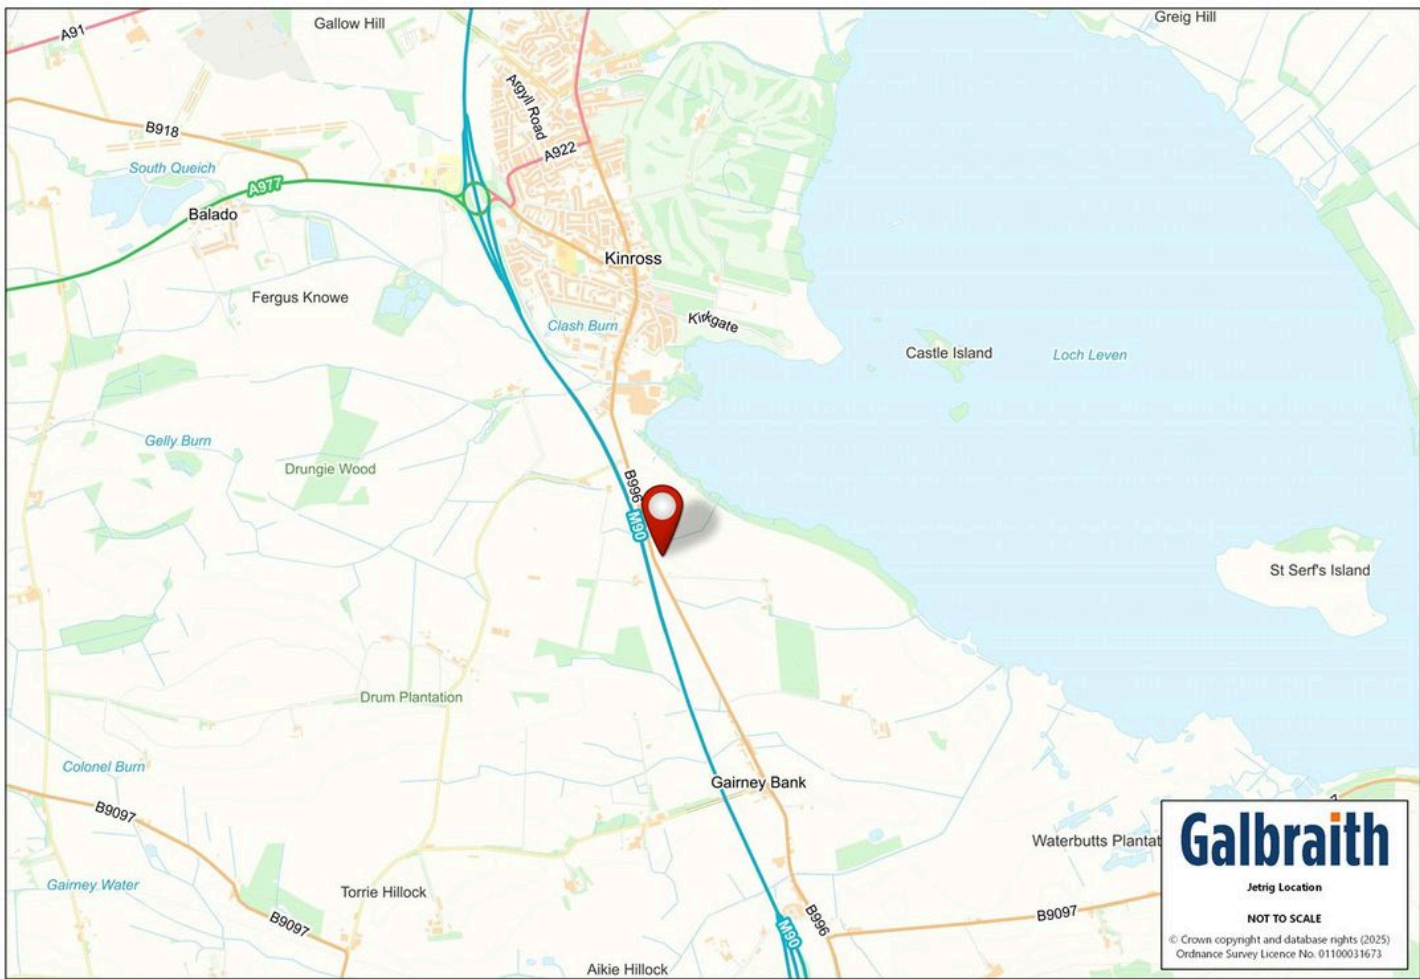 Gallow Hill
Greig Hill
A91
Argyll Road
B918
A922
South Queich
A977
Balado
Kinross
Fergus Knowe
Clash Burn
Kirkgate
Castle Island
Loch Leven
Gelly Burn
Drungie Wood
B996
M90
St Serf's Island
Drum Plantation
Colonel Burn
Gairney Bank
B9097
Waterbutts Plantat
Gairney Water
Torrie Hillock
B9097
B996
B9097
M90
Aikie Hillock
Galbraith
Jetrig Location
NOT TO SCALE
© Crown copyright and database rights (2025)
Ordnance Survey Licence No. 01100031673